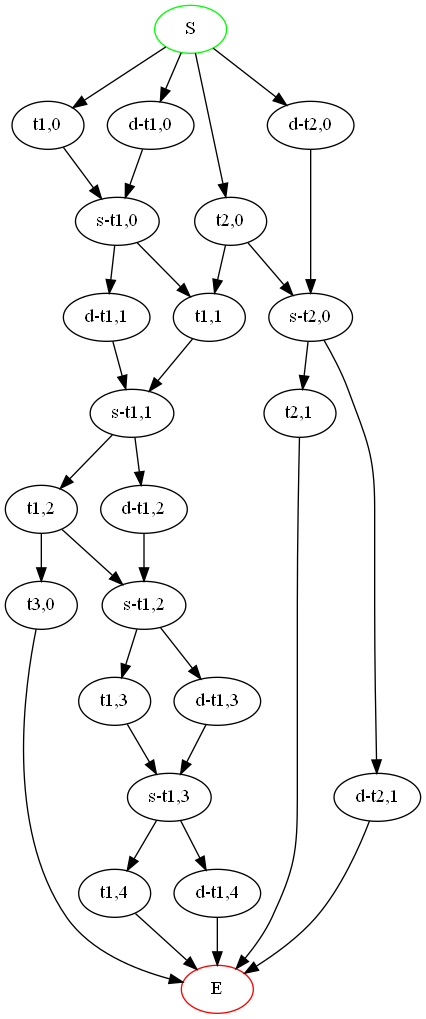 S
t1,0
d-t1,0
d-t2,0
s-t1,0
t2,0
d-t1,1
t1,1
s-t2,0
s-t1,1
t2,1
t1,2
d-t1,2
t3,0
s-t1,2
t1,3
d-t1,3
s-t1,3
d-t2,1
t1,4
d-t1,4
E